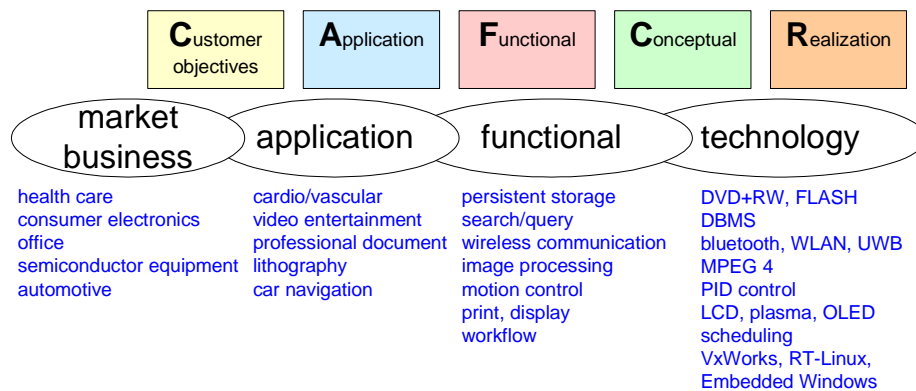 Customer
objectives
Application
Functional
Conceptual
Realization
market
business
application
functional
technology
health care
consumer electronics
office
semiconductor equipment
automotive
cardio/vascular
video entertainment
professional document
lithography
car navigation
persistent storage
search/query
wireless communication
image processing
motion control
print, display
workflow
DVD+RW, FLASH
DBMS
bluetooth, WLAN, UWB
MPEG 4
PID control
LCD, plasma, OLED
scheduling
VxWorks, RT-Linux,
Embedded Windows